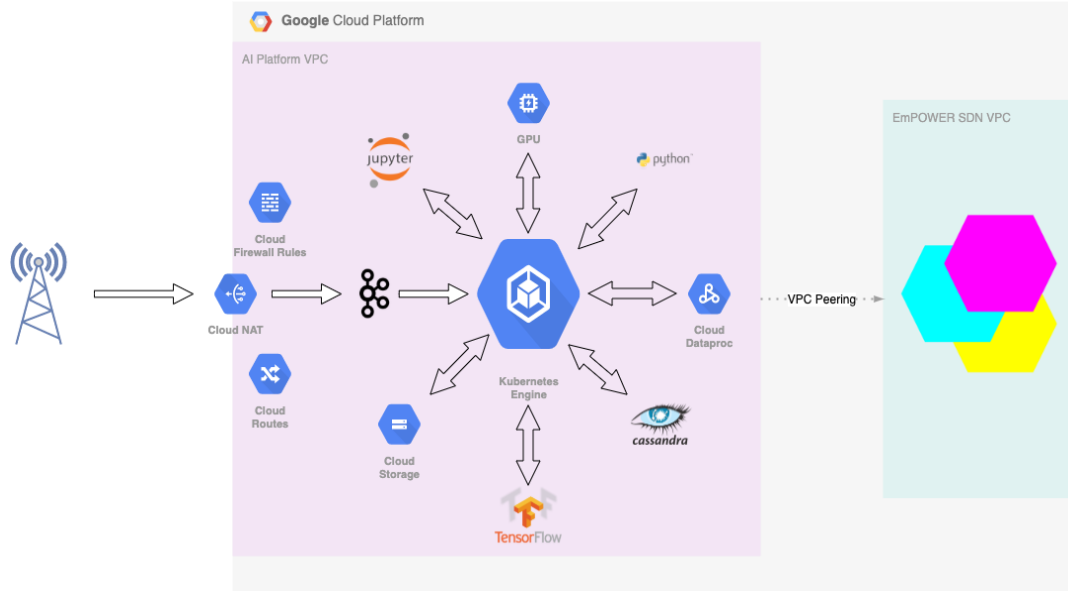 Google Cloud Platform
AI Platform VPC
GPU
jupyter
python
EmPOWER SDN VPC
Cloud
Firewall Rules
Cloud NAT
Cloud
Dataproc
VPC Peering
Cloud
Routes
Kubernetes
Engine
Cloud
Storage
cassandra
TensorFlow